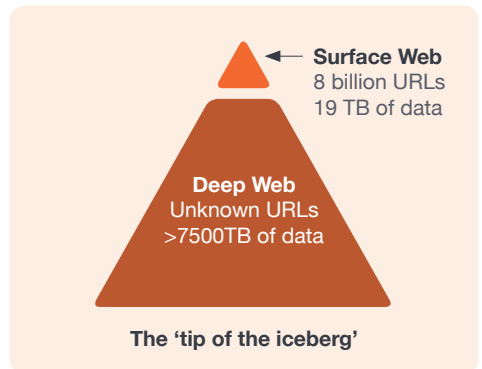 Surface Web
8 billion URLs
19 TB of data
Deep Web
Unknown URLs
>7500TB of data
The ‘tip of the iceberg’